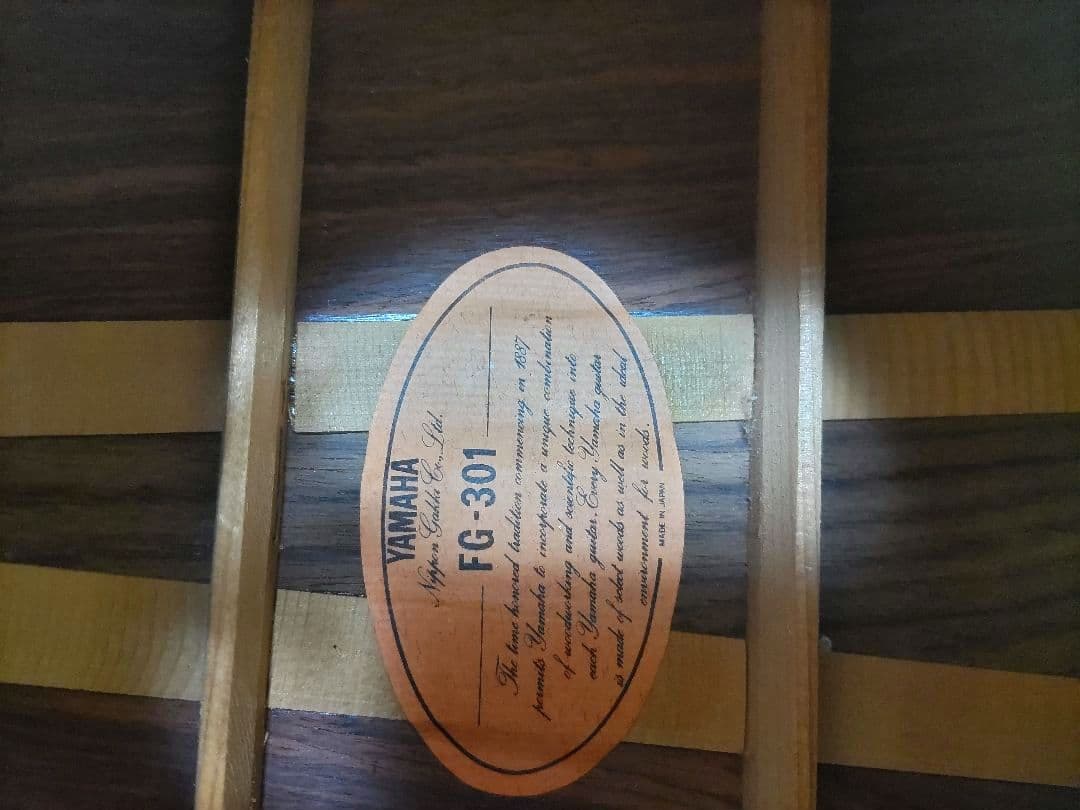 YAMAHA
Nippon Gakki Co., Ltd.
FG-301
The time honored tradition commencing in 1887
permits Yamaha to incorporate a unique combination
of woodworking and scientific technique into
each Yamaha guitar. Every Yamaha guitar
is made of select woods as well as in the ideal
environment for woods.
MADE IN JAPAN